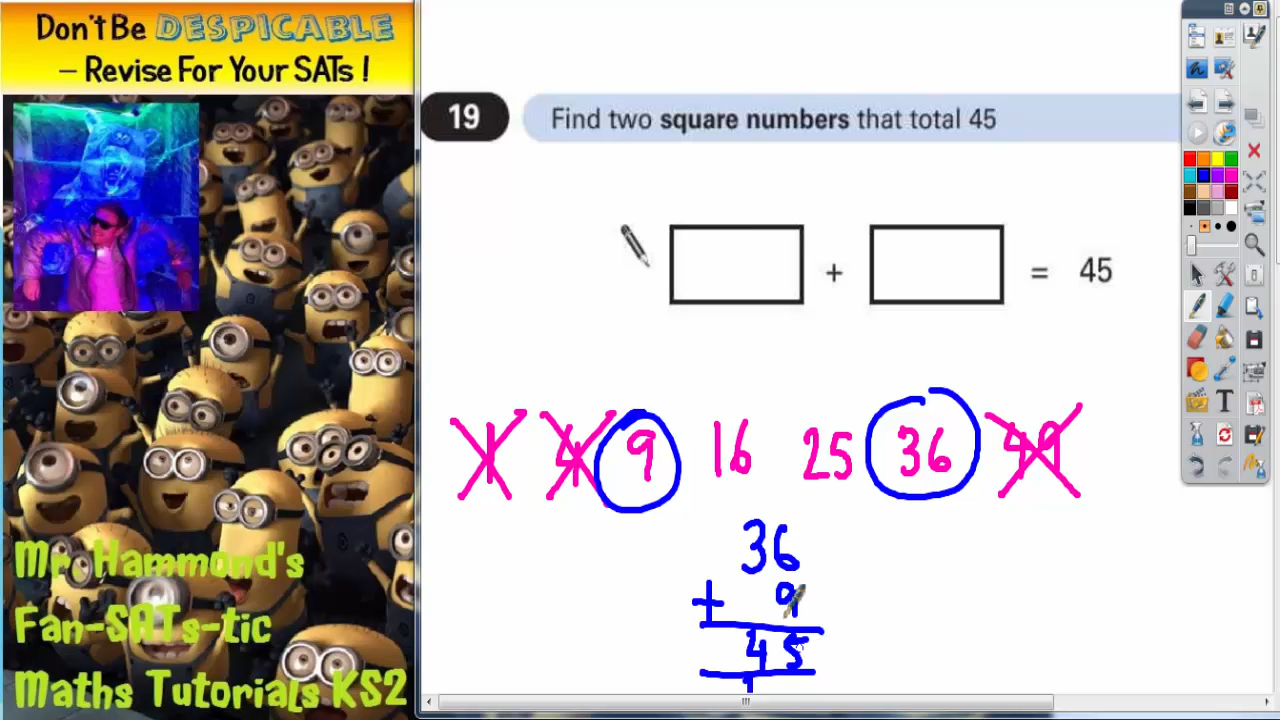 Don't Be DESPICABLE
– Revise For Your SATs !
19 Find two square numbers that total 45
+ = 45
1 4 9 16 25 36 49
36
+ 9
45
1
Mr. Hammond's
Fan-SATs-tic
Maths Tutorials KS2